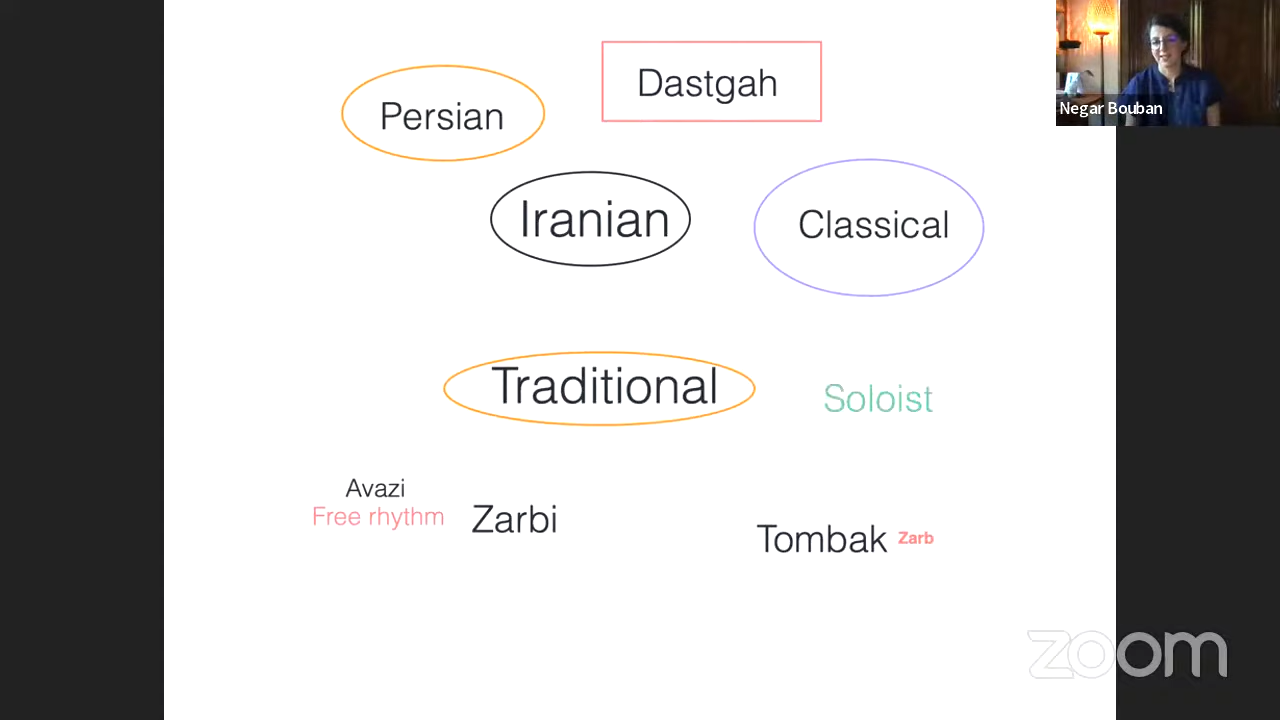 Dastgah
Persian
Negar Bouban
Iranian
Classical
Traditional
Soloist
Avazi
Free rhythm
Zarbi
Tombak Zarb
zoom